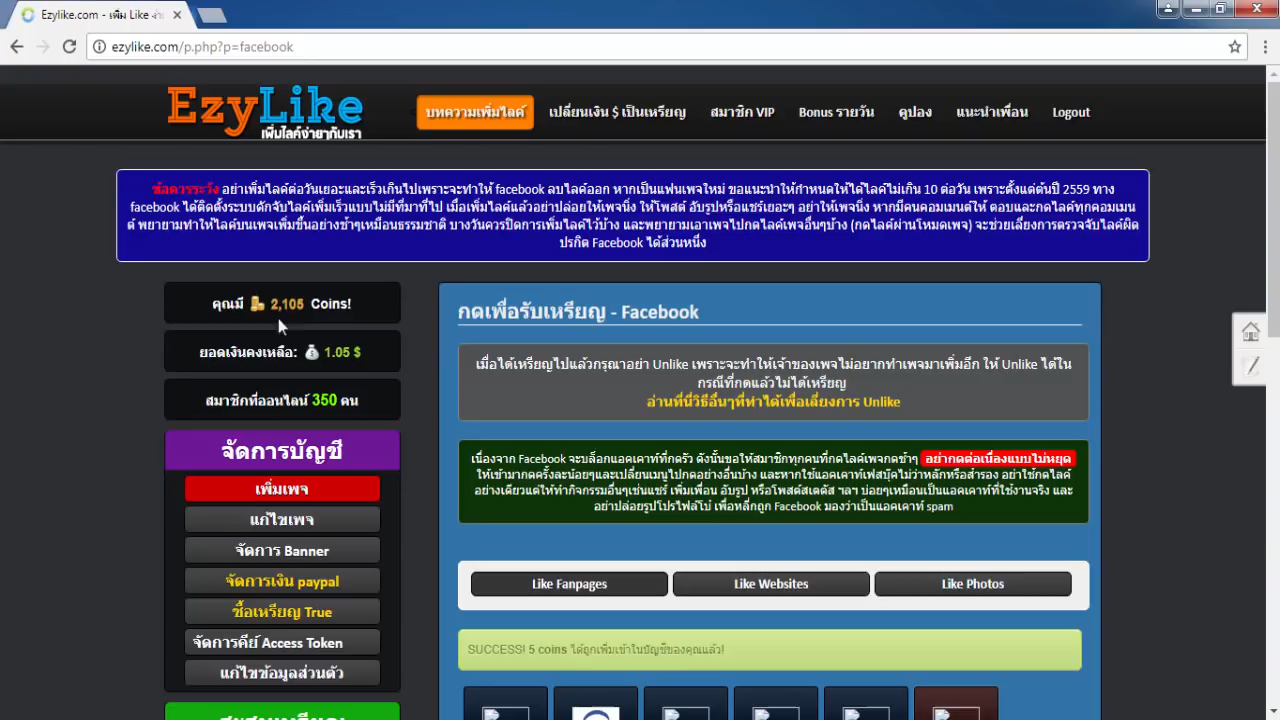 Ezylike.com - เพิ่ม Like ง่า
ezylike.com/p.php?p=facebook
EzyLike
เพิ่มไลค์ง่ายๆกับเรา
บทความเพิ่มไลค์
เปลี่ยนเงิน $ เป็นเหรียญ
สมาชิก VIP
Bonus รายวัน
คูปอง
แนะนำเพื่อน
Logout
ข้อควรระวัง อย่าเพิ่มไลค์ต่อวันเยอะและเร็วเกินไปเพราะจะทำให้ facebook ลบไลค์ออก หากเป็นแฟนเพจใหม่ ขอแนะนำให้กำหนดให้ได้ไลค์ไม่เกิน 10 ต่อวัน เพราะตั้งแต่ต้นปี 2559 ทาง
facebook ได้ติดตั้งระบบดักจับไลค์เพิ่มเร็วแบบไม่มีที่มาที่ไป เมื่อเพิ่มไลค์แล้วอย่าปล่อยให้เพจนิ่ง ให้โพสต์ อับรูปหรือแชร์เยอะๆ อย่าให้เพจนิ่ง หากมีคนคอมเมนต์ให้ ตอบและกดไลค์ทุกคอมเมน
ต์ พยายามทำให้ไลค์บนเพจเพิ่มขึ้นอย่างช้าๆเหมือนธรรมชาติ บางวันควรปิดการเพิ่มไลค์ไว้บ้าง และพยายามเอาเพจไปกดไลค์เพจอื่นๆบ้าง (กดไลค์ผ่านโหมดเพจ) จะช่วยเลี่ยงการตรวจจับไลค์ผิด
ปรกิต Facebook ได้ส่วนหนึ่ง
คุณมี 2,105 Coins!
ยอดเงินคงเหลือ: 1.05 $
สมาชิกที่ออนไลน์ 350 คน
จัดการบัญชี
เพิ่มเพจ
แก้ไขเพจ
จัดการ Banner
จัดการเงิน paypal
ซื้อเหรียญ True
จัดการคีย์ Access Token
แก้ไขข้อมูลส่วนตัว
กดเพื่อรับเหรียญ - Facebook
เมื่อได้เหรียญไปแล้วกรุณาอย่า Unlike เพราะจะทำให้เจ้าของเพจไม่อยากทำเพจมาเพิ่มอีก ให้ Unlike ได้ใน
กรณีที่กดแล้วไม่ได้เหรียญ
อ่านที่นี่วิธีอื่นๆที่ทำได้เพื่อเลี่ยงการ Unlike
เนื่องจาก Facebook จะบล็อกแอคเคาท์ที่กดรัว ดังนั้นขอให้สมาชิกทุกคนที่กดไลค์เพจกดช้าๆ อย่ากดต่อเนื่องแบบไม่หยุด
ให้เข้ามากดครั้งละน้อยๆและเปลี่ยนเมนูไปกดอย่างอื่นบ้าง และหากใช้แอคเคาท์เฟสบุ๊คไม่ว่าหลักหรือสำรอง อย่าใช้กดไลค์
อย่างเดียวแต่ให้ทำกิจกรรมอื่นๆเช่นแชร์ เพิ่มเพื่อน อับรูป หรือโพสต์สเตตัส ฯลฯ บ่อยๆเหมือนเป็นแอคเคาท์ที่ใช้งานจริง และ
อย่าปล่อยรูปโปรไฟล์โบ๋ เพื่อหลีกถูก Facebook มองว่าเป็นแอคเคาท์ spam
Like Fanpages
Like Websites
Like Photos
SUCCESS! 5 coins ได้ถูกเพิ่มเข้าในบัญชีของคุณแล้ว!